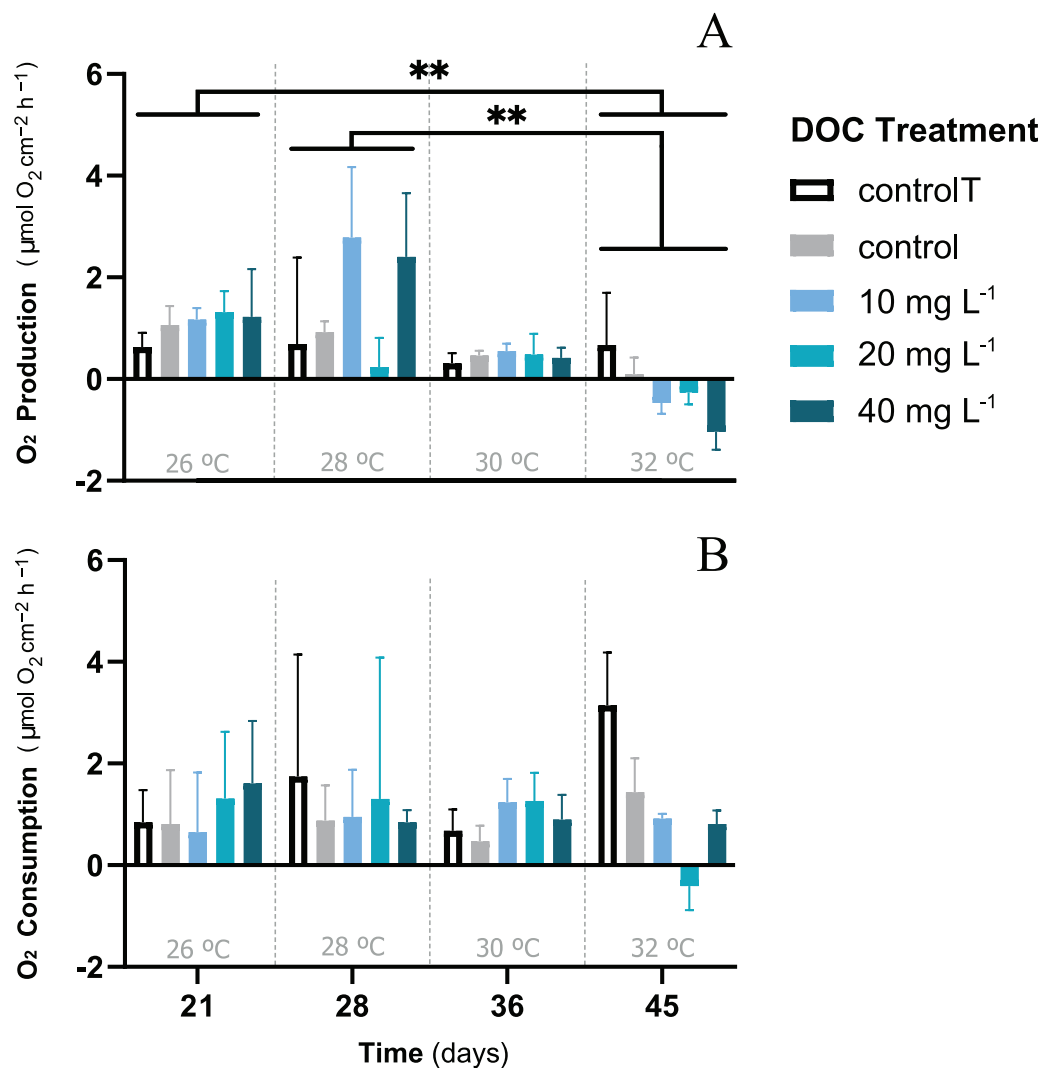 A
O₂ Production ( µmol O₂ cm⁻² h⁻¹)
6
4
2
0
-2
**
**
26 ºC
28 ºC
30 ºC
32 ºC
DOC Treatment
controlT
control
10 mg L⁻¹
20 mg L⁻¹
40 mg L⁻¹
B
O₂ Consumption ( µmol O₂ cm⁻² h⁻¹)
6
4
2
0
-2
26 ºC
28 ºC
30 ºC
32 ºC
21
28
36
45
Time (days)